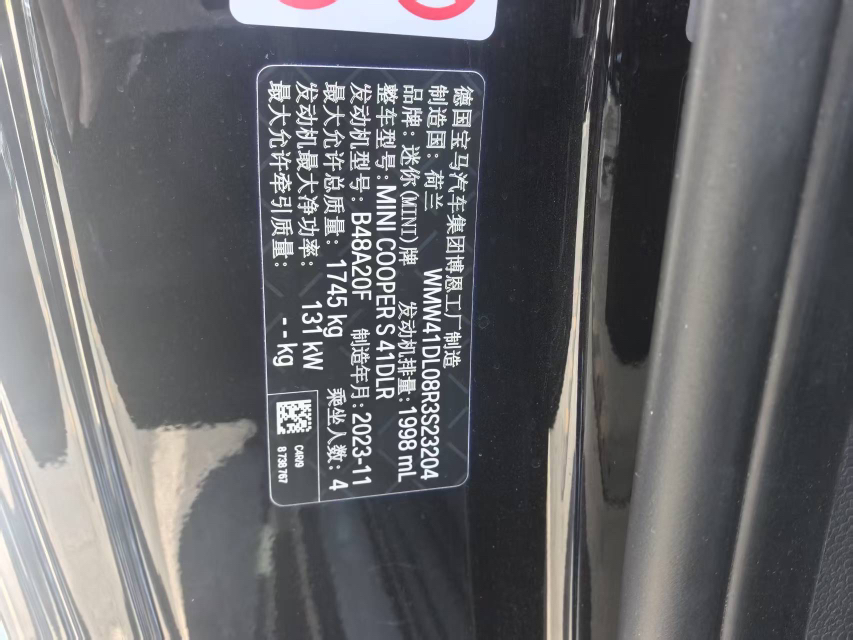 德国宝马汽车集团博恩工厂制造
制造国：荷兰 WMW41DL08R3S23204
品牌：迷你(MINI)牌 发动机排量：1998 mL
整车型号：MINI COOPER S 41DLR
发动机型号：B48A20F 制造年月：2023-11
最大允许总质量：1745 kg 乘坐人数：4
发动机最大净功率：131 kW
最大允许牵引质量：--kg
C4RV9
8 738 767